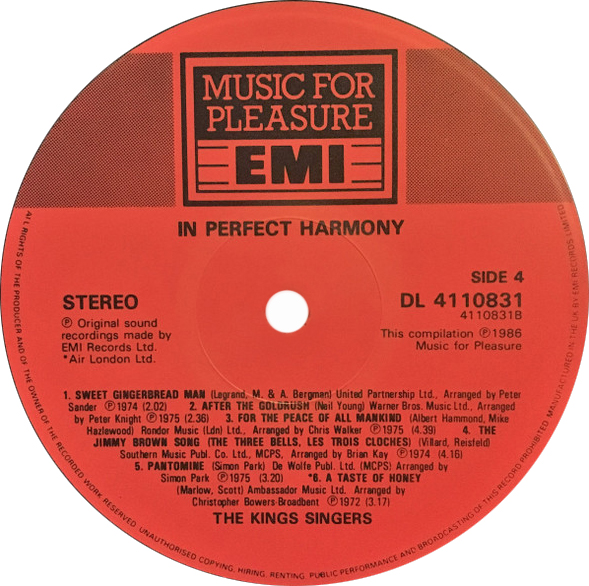 MUSIC FOR
PLEASURE
EMI
IN PERFECT HARMONY
SIDE 4
STEREO
DL 4110831
4110831B
Ⓟ Original sound
recordings made by
EMI Records Ltd.
*Air London Ltd.
This compilation Ⓟ1986
Music for Pleasure
1. SWEET GINGERBREAD MAN (Legrand, M. & A. Bergman) United Partnership Ltd., Arranged by Peter
Sander Ⓟ1974 (2.02) 2. AFTER THE GOLDRUSH (Neil Young) Warner Bros. Music Ltd., Arranged
by Peter Knight Ⓟ1975 (2.36) 3. FOR THE PEACE OF ALL MANKIND (Albert Hammond, Mike
Hazlewood) Rondor Music (Ldn) Ltd., Arranged by Chris Walker Ⓟ1975 (4.39) 4. THE
JIMMY BROWN SONG (THE THREE BELLS, LES TROIS CLOCHES) (Villard, Reisfeld)
Southern Music Publ. Co. Ltd., MCPS, Arranged by Brian Kay Ⓟ1974 (4.16)
5. PANTOMINE (Simon Park) De Wolfe Publ. Ltd. (MCPS) Arranged by
Simon Park Ⓟ1975 (3.20) *6. A TASTE OF HONEY
(Marlow, Scott) Ambassador Music Ltd. Arranged by
Christopher Bowers-Broadbent Ⓟ1972 (3.17)
THE KINGS SINGERS
ALL RIGHTS OF THE PRODUCER AND OF THE OWNER OF THE RECORDED WORK RESERVED. UNAUTHORISED COPYING, HIRING, RENTING, PUBLIC PERFORMANCE AND BROADCASTING OF THIS RECORD PROHIBITED. MANUFACTURED IN THE UK BY EMI RECORDS LIMITED.